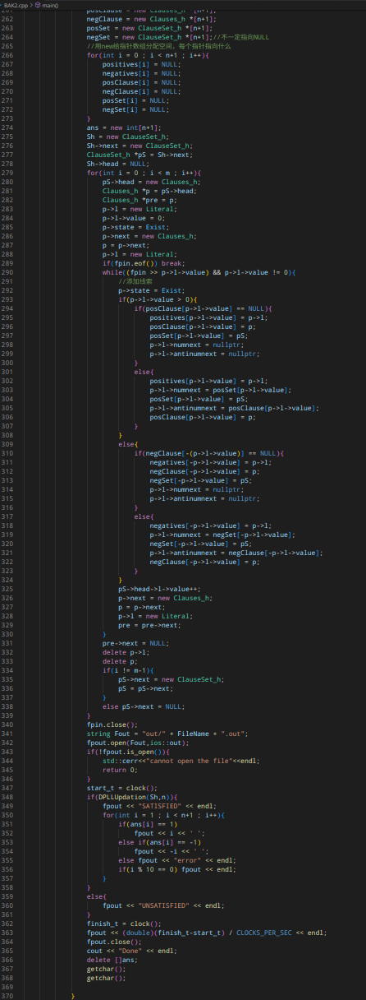 BAK2.cpp > main()
261 posClause = new Clauses_h *[n+1];
262 negClause = new Clauses_h *[n+1];
263 posSet = new ClauseSet_h *[n+1];
264 negSet = new ClauseSet_h *[n+1];//不一定指向NULL
265 //用new给指针数组分配空间，每个指针指向什么
266 for(int i = 0 ; i < n+1 ; i++){
267 positives[i] = NULL;
268 negatives[i] = NULL;
269 posClause[i] = NULL;
270 negClause[i] = NULL;
271 posSet[i] = NULL;
272 negSet[i] = NULL;
273 }
274 ans = new int[n+1];
275 Sh = new ClauseSet_h;
276 Sh->next = new ClauseSet_h;
277 ClauseSet_h *pS = Sh->next;
278 Sh->head = NULL;
279 for(int i = 0 ; i < m ; i++){
280 pS->head = new Clauses_h;
281 Clauses_h *p = pS->head;
282 Clauses_h *pre = p;
283 p->l = new Literal;
284 p->l->value = 0;
285 p->state = Exist;
286 p->next = new Clauses_h;
287 p = p->next;
288 p->l = new Literal;
289 if(fpin.eof()) break;
290 while((fpin >> p->l->value) && p->l->value != 0){
291 //添加线索
292 p->state = Exist;
293 if(p->l->value > 0){
294 if(posClause[p->l->value] == NULL){
295 positives[p->l->value] = p->l;
296 posClause[p->l->value] = p;
297 posSet[p->l->value] = pS;
298 p->l->numnext = nullptr;
299 p->l->antinumnext = nullptr;
300 }
301 else{
302 positives[p->l->value] = p->l;
303 p->l->numnext = posSet[p->l->value];
304 posSet[p->l->value] = pS;
305 p->l->antinumnext = posClause[p->l->value];
306 posClause[p->l->value] = p;
307 }
308 }
309 else{
310 if(negClause[-(p->l->value)] == NULL){
311 negatives[-p->l->value] = p->l;
312 negClause[-p->l->value] = p;
313 negSet[-p->l->value] = pS;
314 p->l->numnext = nullptr;
315 p->l->antinumnext = nullptr;
316 }
317 else{
318 negatives[-p->l->value] = p->l;
319 p->l->numnext = negSet[-p->l->value];
320 negSet[-p->l->value] = pS;
321 p->l->antinumnext = negClause[-p->l->value];
322 negClause[-p->l->value] = p;
323 }
324 }
325 pS->head->l->value++;
326 p->next = new Clauses_h;
327 p = p->next;
328 p->l = new Literal;
329 pre = pre->next;
330 }
331 pre->next = NULL;
332 delete p->l;
333 delete p;
334 if(i != m-1){
335 pS->next = new ClauseSet_h;
336 pS = pS->next;
337 }
338 else pS->next = NULL;
339 }
340 fpin.close();
341 string Fout = "out/" + FileName + ".out";
342 fpout.open(Fout,ios::out);
343 if(!fpout.is_open()){
344 std::cerr<<"cannot open the file"<<endl;
345 return 0;
346 }
347 start_t = clock();
348 if(DPLLUpdation(Sh,n)){
349 fpout << "SATISFIED" << endl;
350 for(int i = 1 ; i < n+1 ; i++){
351 if(ans[i] == 1)
352 fpout << i << ' ';
353 else if(ans[i] == -1)
354 fpout << -i << ' ';
355 else fpout << "error" << endl;
356 if(i % 10 == 0) fpout << endl;
357 }
358 }
359 else{
360 fpout << "UNSATISFIED" << endl;
361 }
362 finish_t = clock();
363 fpout << (double)(finish_t-start_t) / CLOCKS_PER_SEC << endl;
364 fpout.close();
365 cout << "Done" << endl;
366 delete []ans;
367 getchar();
368 getchar();
369
370 }